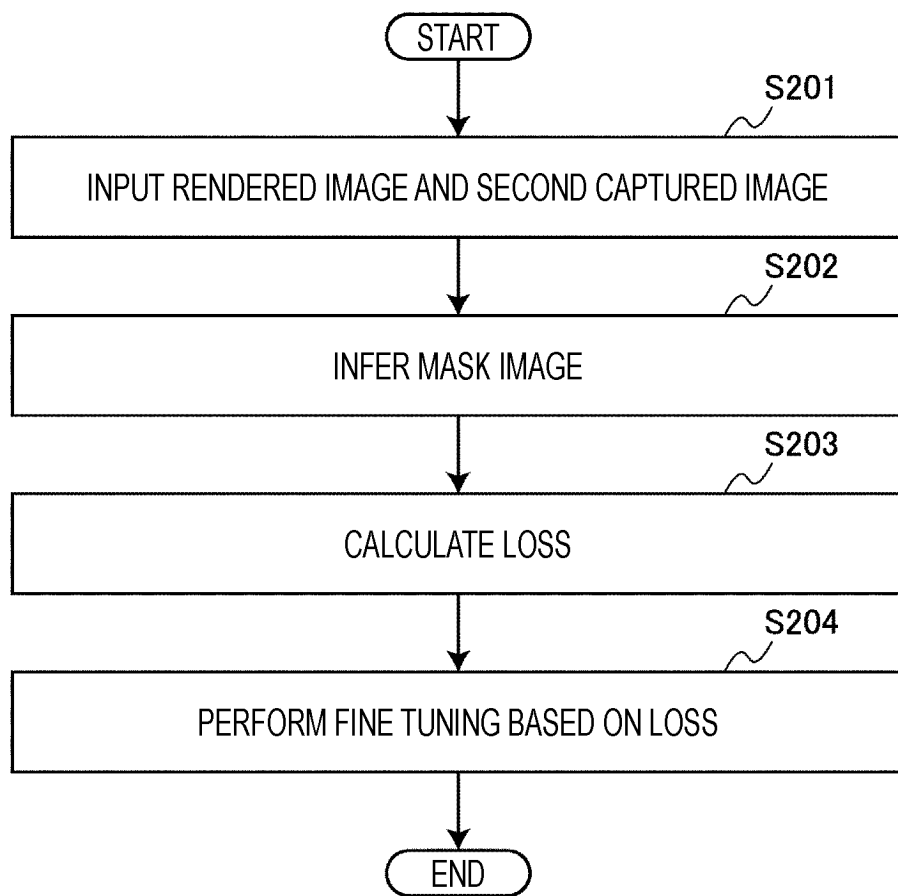 START
S201
INPUT RENDERED IMAGE AND SECOND CAPTURED IMAGE
S202
INFER MASK IMAGE
S203
CALCULATE LOSS
S204
PERFORM FINE TUNING BASED ON LOSS
END